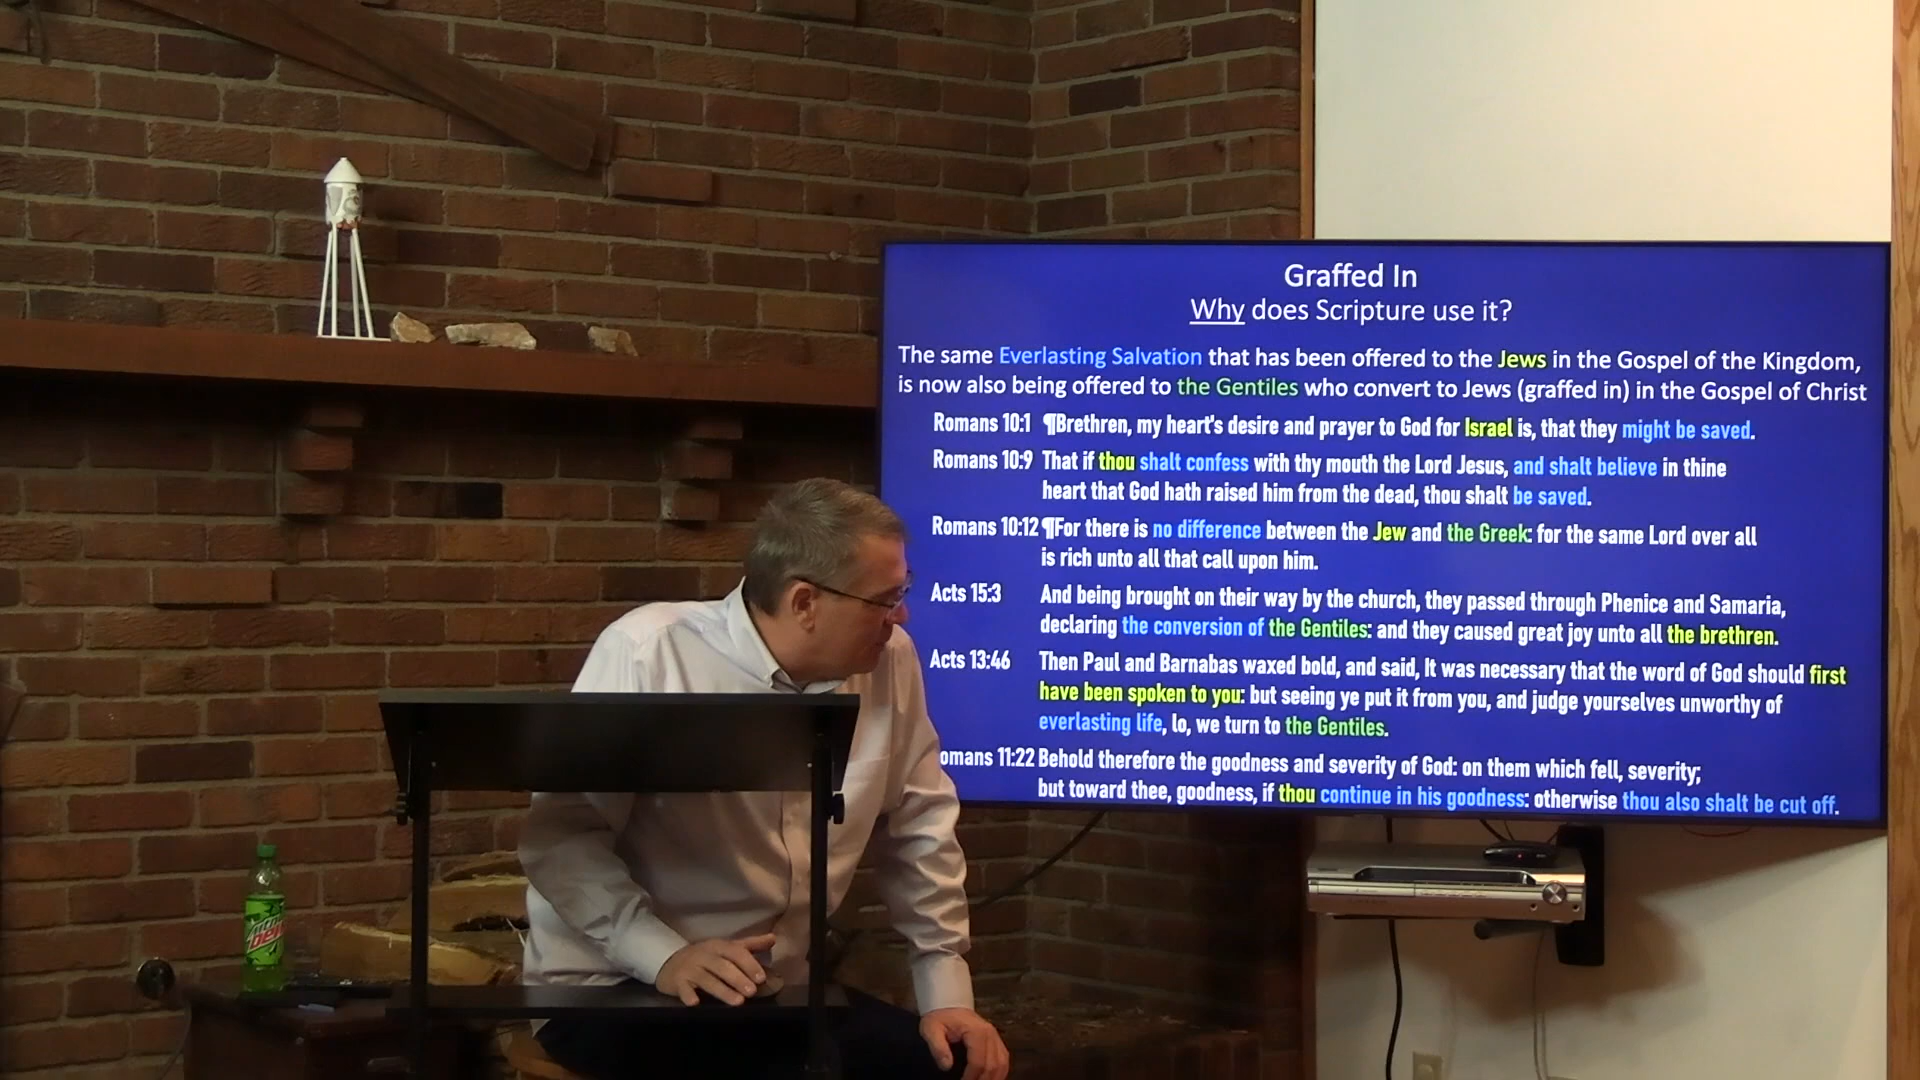 Graffed In
Why does Scripture use it?
The same Everlasting Salvation that has been offered to the Jews in the Gospel of the Kingdom,
is now also being offered to the Gentiles who convert to Jews (graffed in) in the Gospel of Christ
Romans 10:1 ¶Brethren, my heart's desire and prayer to God for Israel is, that they might be saved.
Romans 10:9 That if thou shalt confess with thy mouth the Lord Jesus, and shalt believe in thine
heart that God hath raised him from the dead, thou shalt be saved.
Romans 10:12 ¶For there is no difference between the Jew and the Greek: for the same Lord over all
is rich unto all that call upon him.
Acts 15:3 And being brought on their way by the church, they passed through Phenice and Samaria,
declaring the conversion of the Gentiles: and they caused great joy unto all the brethren.
Acts 13:46 Then Paul and Barnabas waxed bold, and said, It was necessary that the word of God should first
have been spoken to you: but seeing ye put it from you, and judge yourselves unworthy of
everlasting life, lo, we turn to the Gentiles.
omans 11:22 Behold therefore the goodness and severity of God: on them which fell, severity;
but toward thee, goodness, if thou continue in his goodness: otherwise thou also shalt be cut off.